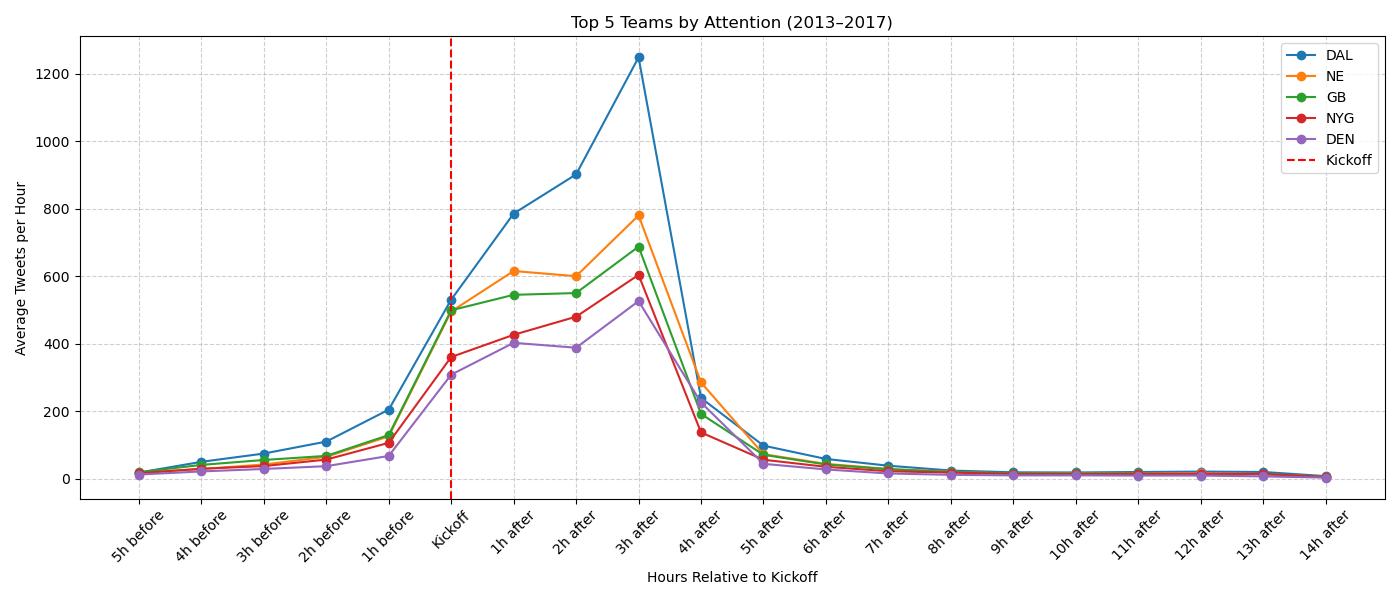 Top 5 Teams by Attention (2013–2017)
Average Tweets per Hour
1200
1000
800
600
400
200
0
DAL
NE
GB
NYG
DEN
Kickoff
5h before
4h before
3h before
2h before
1h before
Kickoff
1h after
2h after
3h after
4h after
5h after
6h after
7h after
8h after
9h after
10h after
11h after
12h after
13h after
14h after
Hours Relative to Kickoff